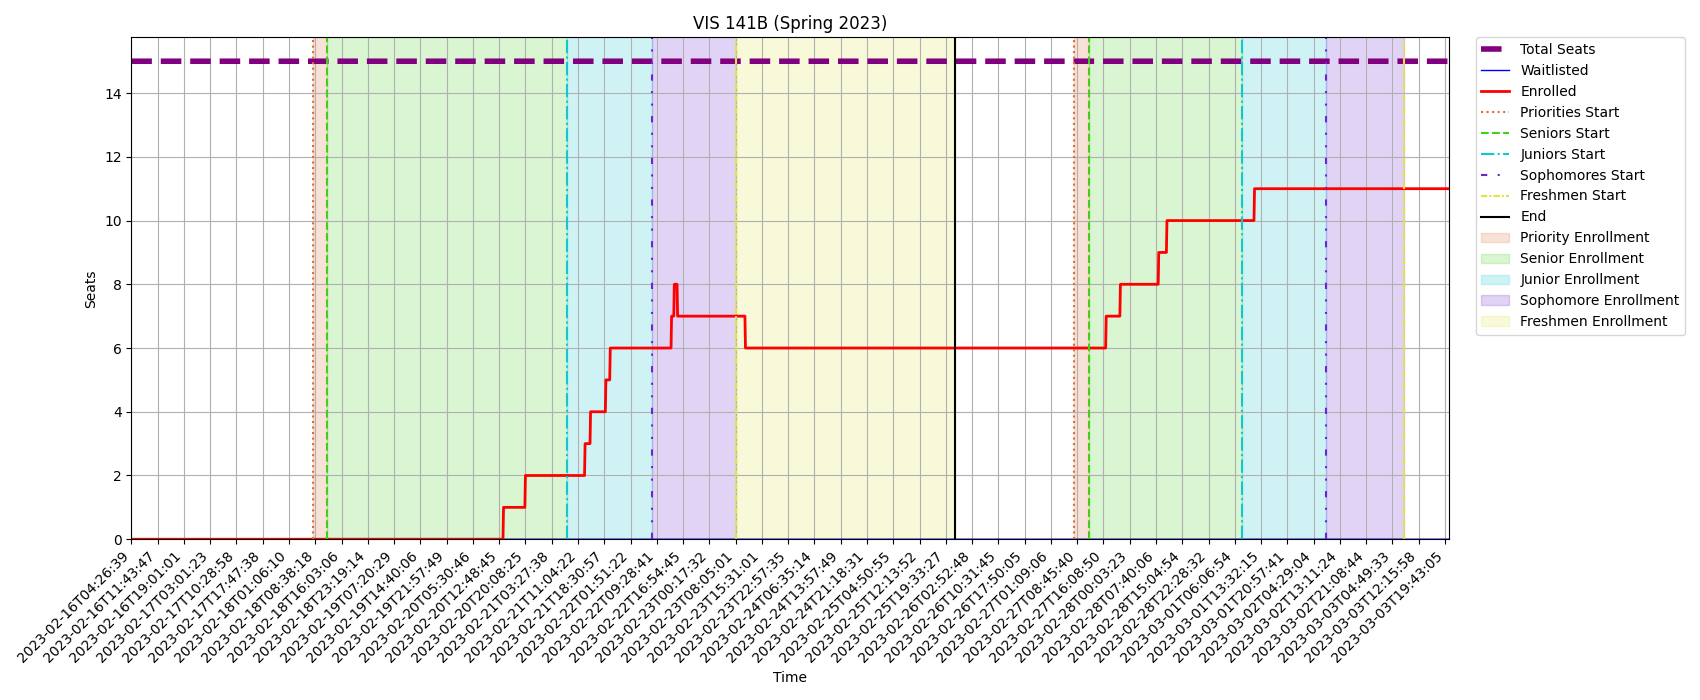 VIS 141B (Spring 2023)
Seats
14
12
10
8
6
4
2
0
2023-02-16T04:26:39
2023-02-16T11:43:47
2023-02-16T19:01:01
2023-02-17T03:01:23
2023-02-17T10:28:58
2023-02-17T17:47:38
2023-02-18T01:06:10
2023-02-18T08:38:18
2023-02-18T16:03:06
2023-02-18T23:19:14
2023-02-19T07:20:29
2023-02-19T14:40:06
2023-02-19T21:57:49
2023-02-20T05:30:46
2023-02-20T12:48:45
2023-02-20T20:08:25
2023-02-21T03:27:38
2023-02-21T11:04:22
2023-02-21T18:30:57
2023-02-22T01:51:22
2023-02-22T09:28:41
2023-02-22T16:54:45
2023-02-23T00:17:32
2023-02-23T08:05:01
2023-02-23T15:31:01
2023-02-23T22:57:35
2023-02-24T06:35:14
2023-02-24T13:57:49
2023-02-24T21:18:31
2023-02-25T04:50:55
2023-02-25T12:13:52
2023-02-25T19:33:27
2023-02-26T02:52:48
2023-02-26T10:31:45
2023-02-26T17:50:05
2023-02-27T01:09:06
2023-02-27T08:45:40
2023-02-27T16:08:50
2023-02-28T00:03:23
2023-02-28T07:40:06
2023-02-28T15:04:54
2023-02-28T22:28:32
2023-03-01T06:06:54
2023-03-01T13:32:15
2023-03-01T20:57:41
2023-03-02T04:29:04
2023-03-02T13:11:24
2023-03-02T21:08:44
2023-03-03T04:49:33
2023-03-03T12:15:58
2023-03-03T19:43:05
Time
Total Seats
Waitlisted
Enrolled
Priorities Start
Seniors Start
Juniors Start
Sophomores Start
Freshmen Start
End
Priority Enrollment
Senior Enrollment
Junior Enrollment
Sophomore Enrollment
Freshmen Enrollment